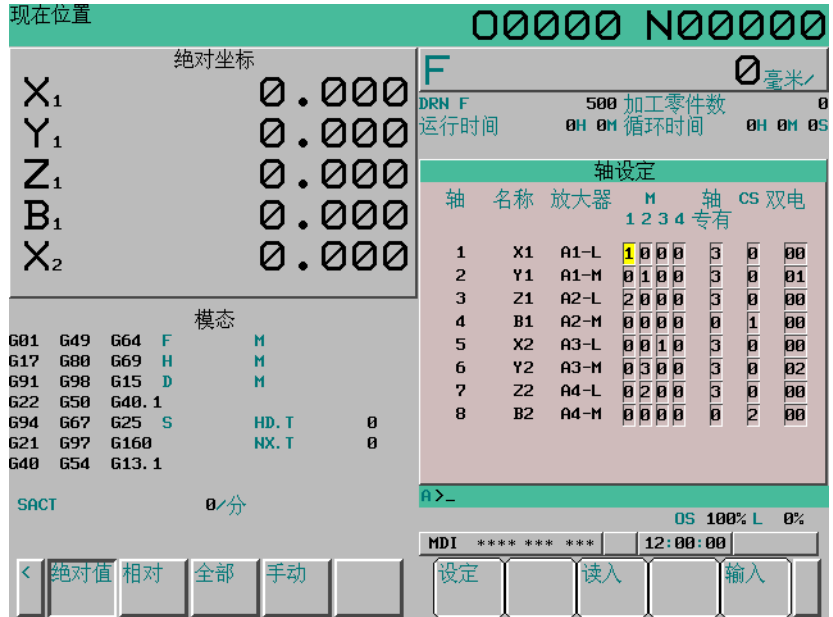 现在位置
O0000 N00000
绝对坐标
X1 0.000
Y1 0.000
Z1 0.000
B1 0.000
X2 0.000
F 0毫米/
DRN F 500 加工零件数 0
运行时间 0H 0M 循环时间 0H 0M 0S
轴设定
轴 名称 放大器 M 轴 CS 双电
1 2 3 4 专有
1 X1 A1-L 1 0 0 0 3 0 00
2 Y1 A1-M 0 1 0 0 3 0 01
3 Z1 A2-L 2 0 0 0 3 0 00
4 B1 A2-M 0 0 0 0 0 1 00
5 X2 A3-L 0 0 1 0 3 0 00
6 Y2 A3-M 0 3 0 0 3 0 02
7 Z2 A4-L 0 2 0 0 3 0 00
8 B2 A4-M 0 0 0 0 0 2 00
模态
G01 G49 G64 F M
G17 G80 G69 H M
G91 G98 G15 D M
G22 G50 G40.1
G94 G67 G25 S HD.T 0
G21 G97 G160 NX.T 0
G40 G54 G13.1
SACT 0/分
A>_
OS 100% L 0%
MDI **** *** *** 12:00:00
< 绝对值 相对 全部 手动
设定 读入 输入